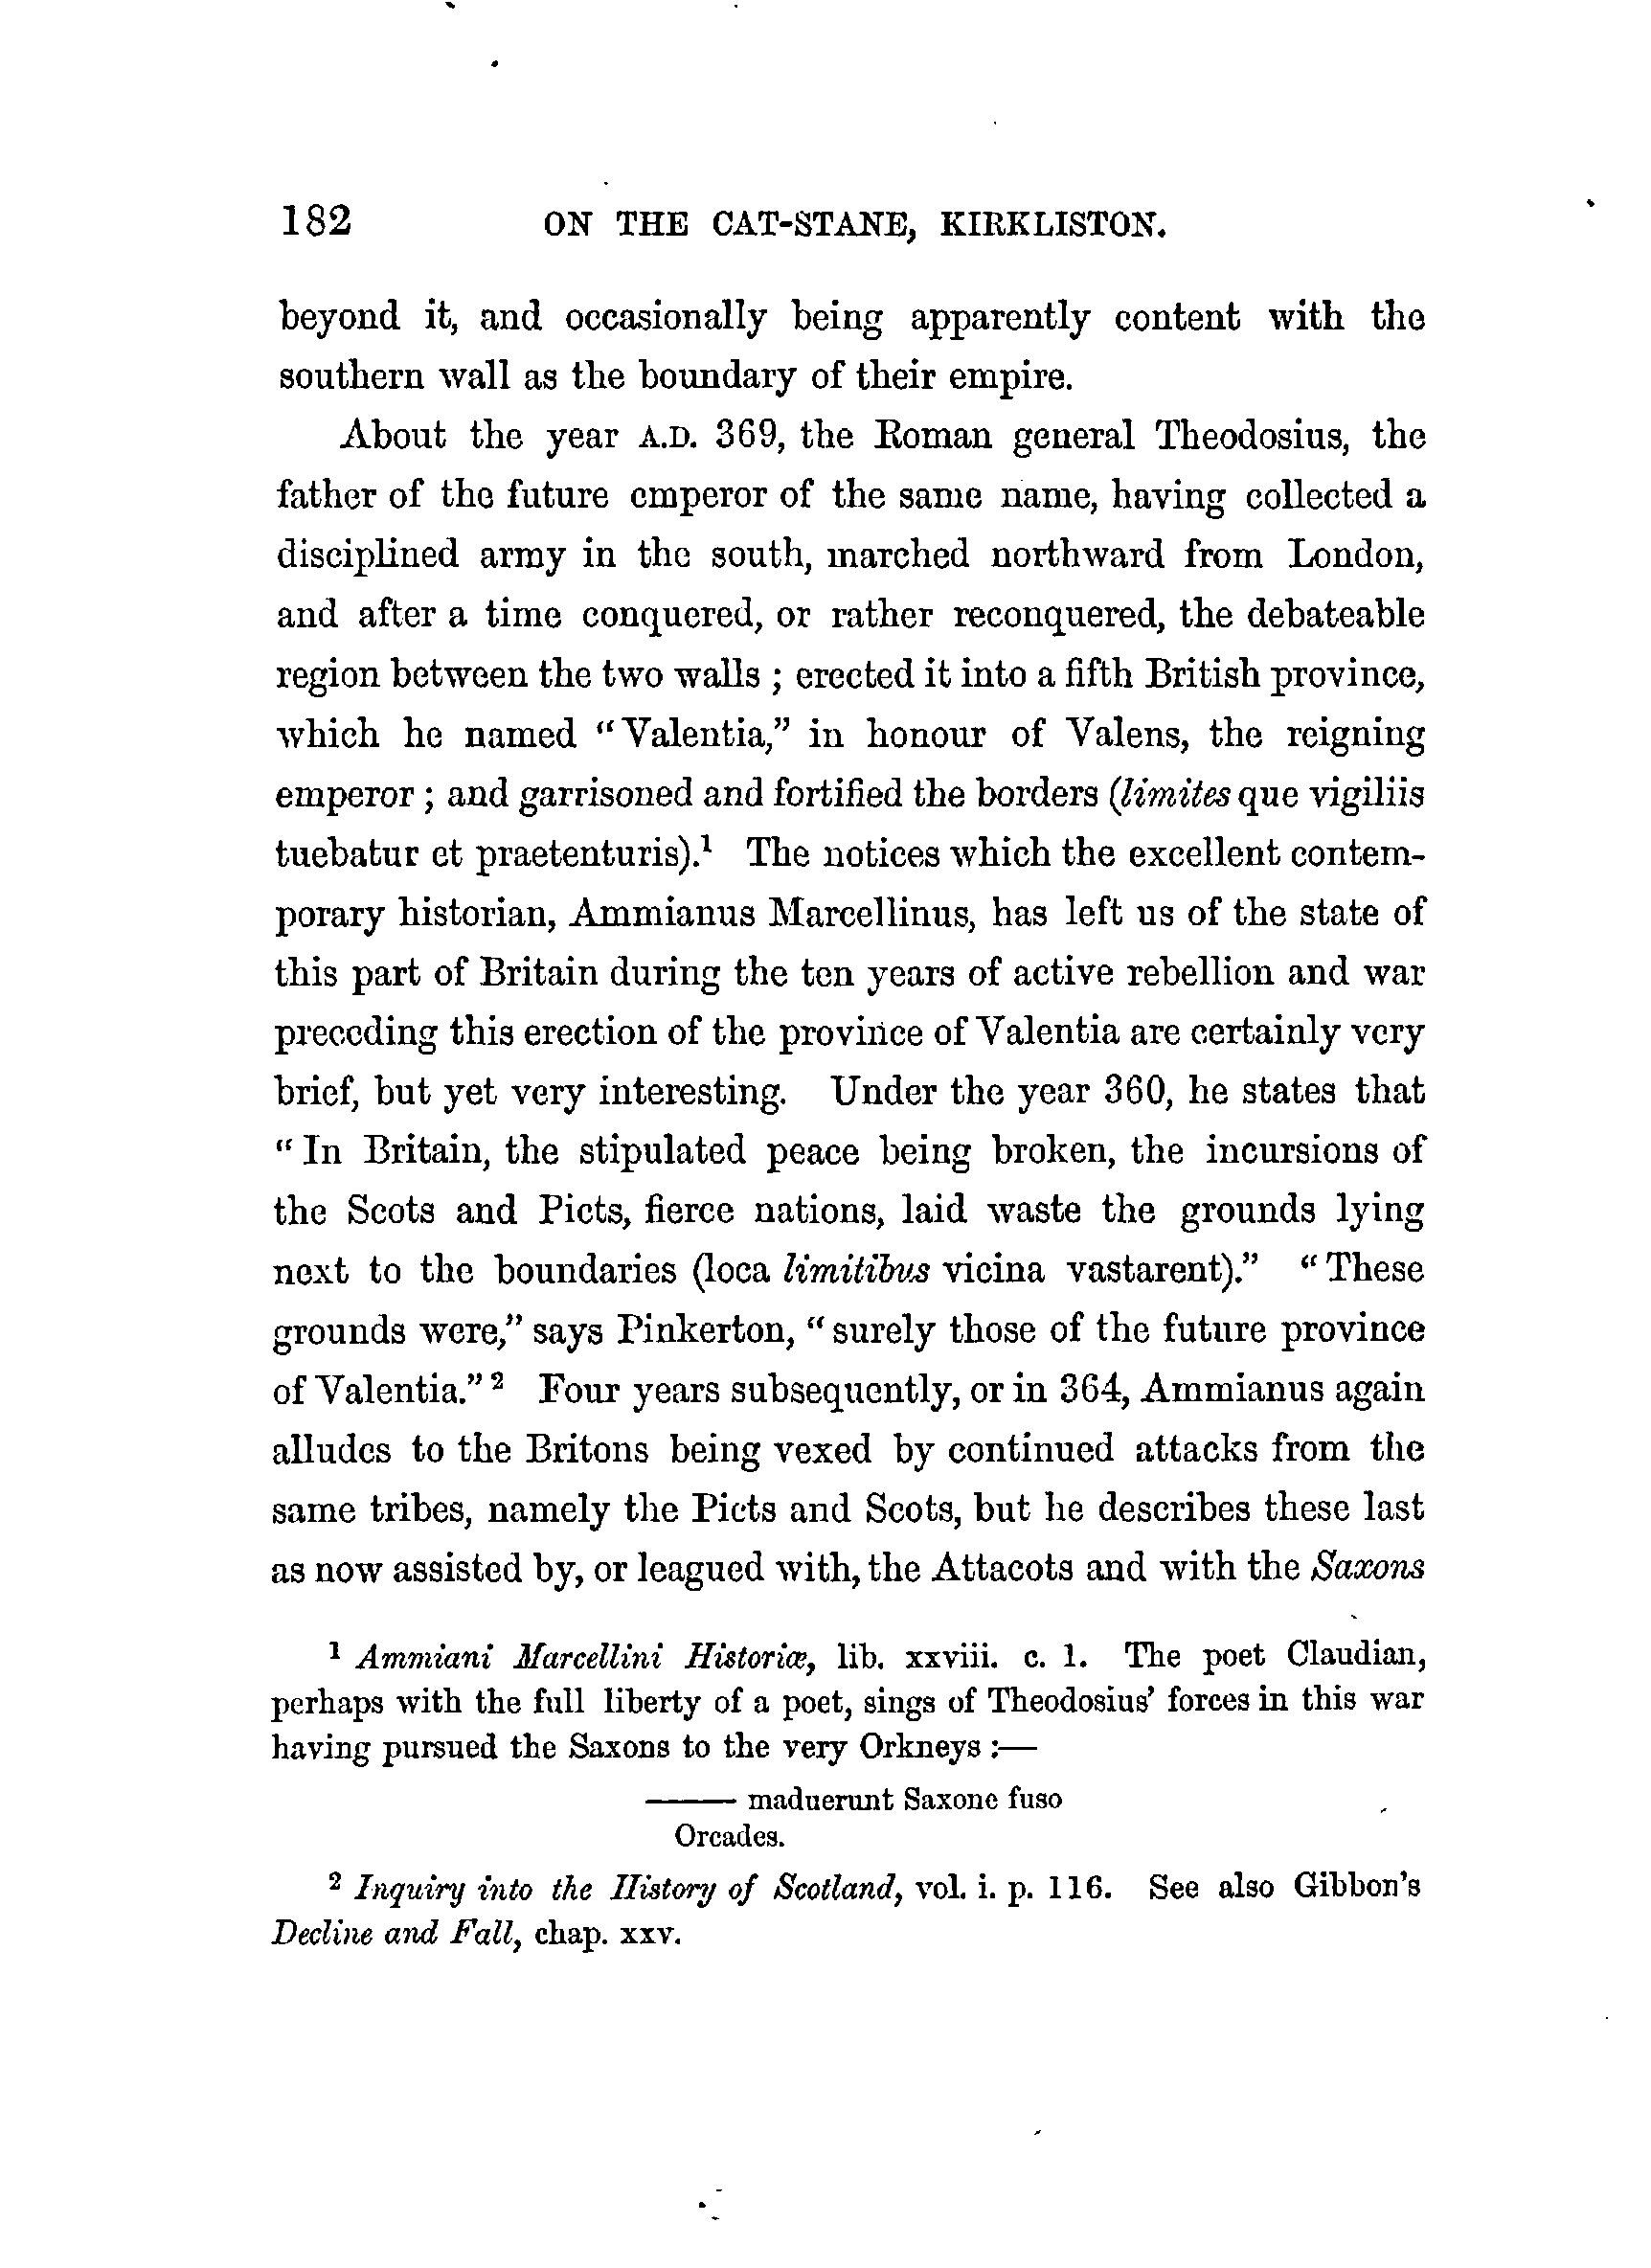 182 ON THE CAT-STANE, KIRKLISTON.
beyond it, and occasionally being apparently content with the
southern wall as the boundary of their empire.
About the year A.D. 369, the Roman general Theodosius, the
father of the future emperor of the same name, having collected a
disciplined army in the south, marched northward from London,
and after a time conquered, or rather reconquered, the debateable
region between the two walls ; erected it into a fifth British province,
which he named “Valentia,” in honour of Valens, the reigning
emperor ; and garrisoned and fortified the borders (limites que vigiliis
tuebatur et praetenturis).¹ The notices which the excellent contem-
porary historian, Ammianus Marcellinus, has left us of the state of
this part of Britain during the ten years of active rebellion and war
preceding this erection of the province of Valentia are certainly very
brief, but yet very interesting. Under the year 360, he states that
“ In Britain, the stipulated peace being broken, the incursions of
the Scots and Picts, fierce nations, laid waste the grounds lying
next to the boundaries (loca limitibus vicina vastarent).” “ These
grounds were,” says Pinkerton, “ surely those of the future province
of Valentia.” ² Four years subsequently, or in 364, Ammianus again
alludes to the Britons being vexed by continued attacks from the
same tribes, namely the Picts and Scots, but he describes these last
as now assisted by, or leagued with, the Attacots and with the Saxons
¹ Ammiani Marcellini Historiæ, lib. xxviii. c. 1. The poet Claudian,
perhaps with the full liberty of a poet, sings of Theodosius’ forces in this war
having pursued the Saxons to the very Orkneys :—
—— maduerunt Saxone fuso
Orcades.
² Inquiry into the History of Scotland, vol. i. p. 116. See also Gibbon’s
Decline and Fall, chap. xxv.